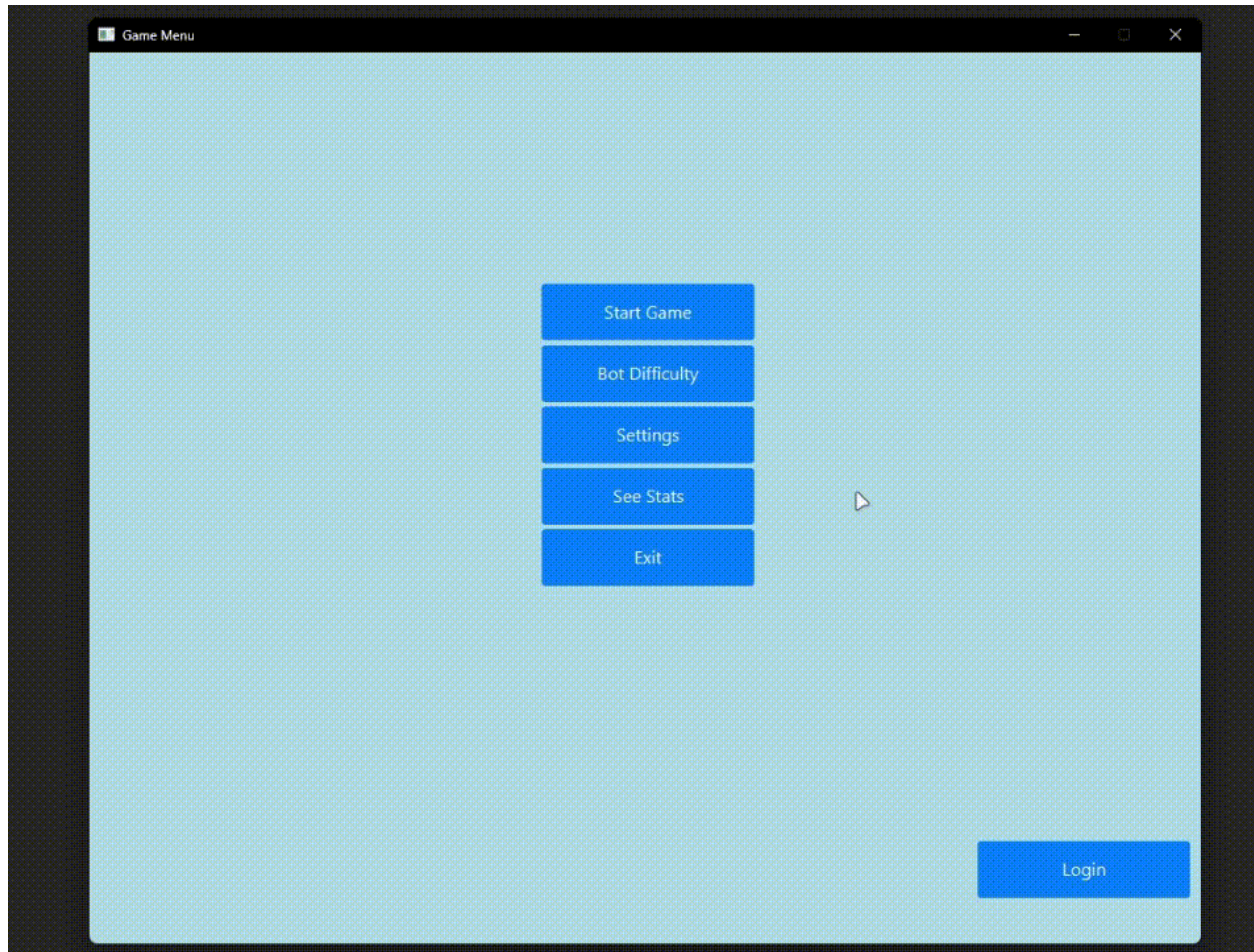 Game Menu
Start Game
Bot Difficulty
Settings
See Stats
Exit
Login